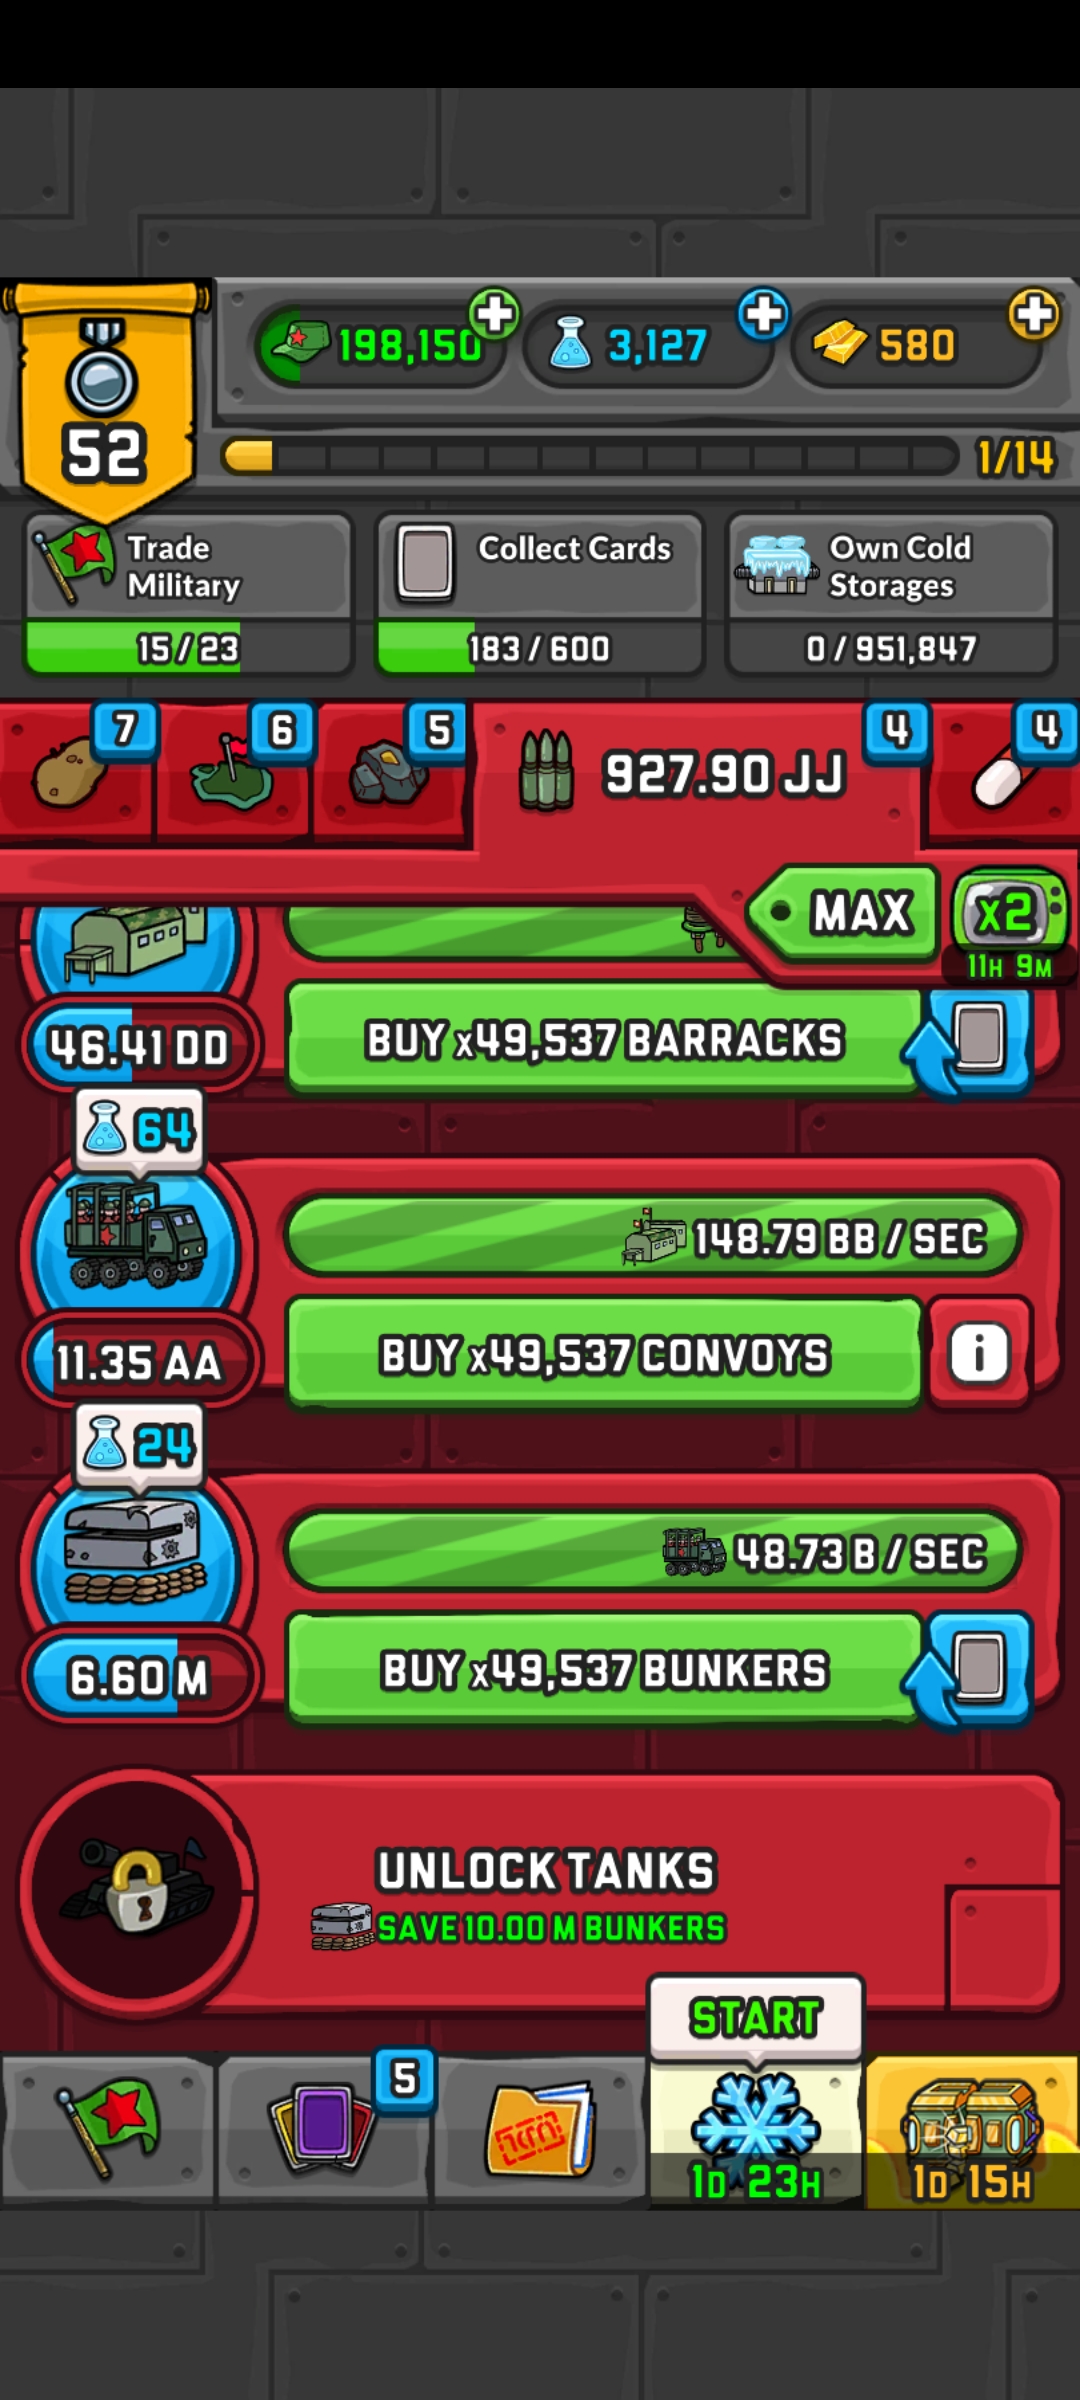 198,150
3,127
580
52
1/14
Trade
Military
15/23
Collect Cards
183/600
Own Cold
Storages
0/951,847
7
6
5
927.90 JJ
4
4
MAX
x2
11H 9M
46.41 DD
BUY x49,537 BARRACKS
64
148.79 BB / SEC
11.35 AA
BUY x49,537 CONVOYS
i
24
48.73 B / SEC
6.60 M
BUY x49,537 BUNKERS
UNLOCK TANKS
SAVE 10.00 M BUNKERS
START
5
1D 23H
1D 15H